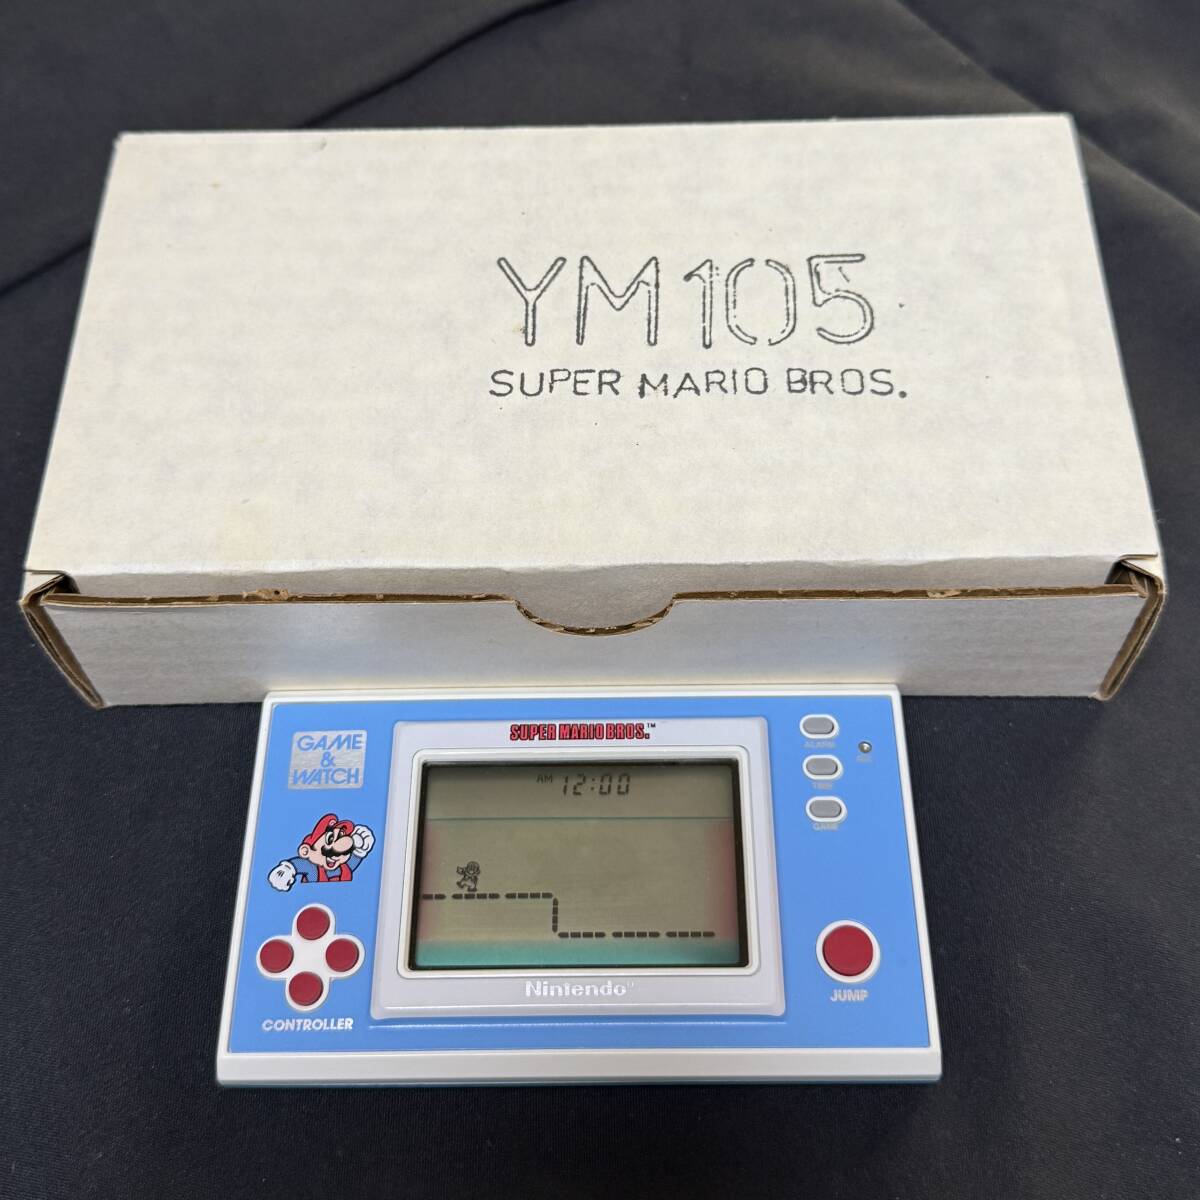 YM105
SUPER MARIO BROS.
SUPER MARIO BROS.™
GAME
&
WATCH
AM 12:00
ALARM
TIME
GAME
Nintendo
CONTROLLER
JUMP